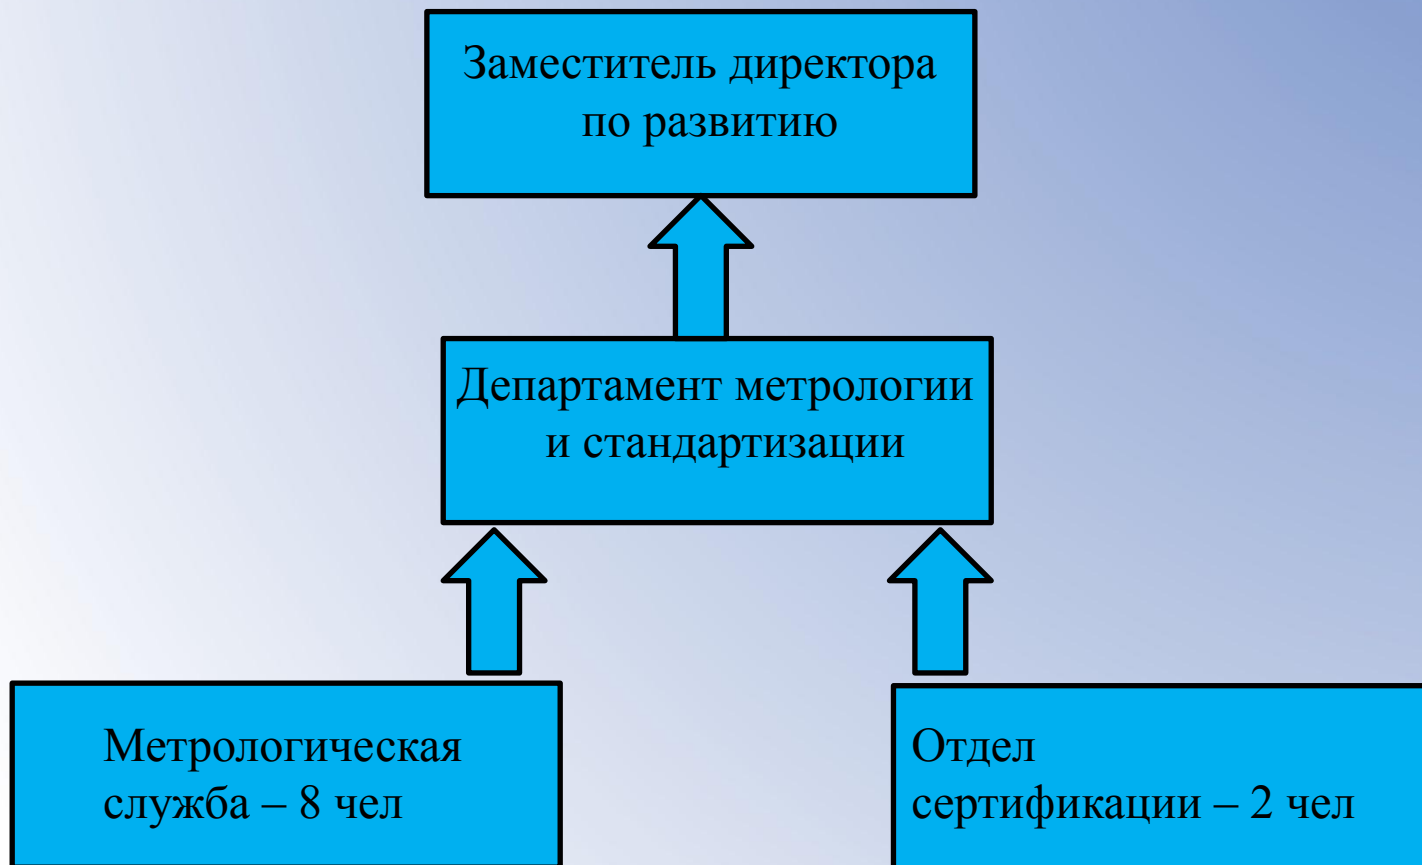 Заместитель директора
по развитию
Департамент метрологии
и стандартизации
Метрологическая
служба – 8 чел
Отдел
сертификации – 2 чел